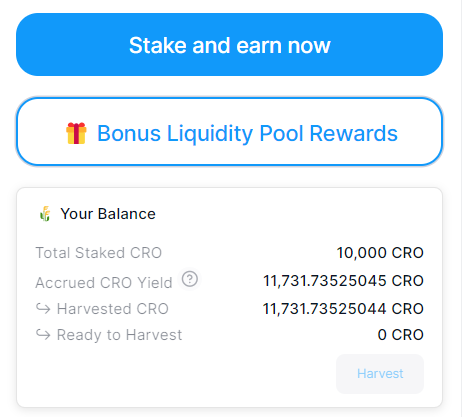 Stake and earn now
Bonus Liquidity Pool Rewards
Your Balance
Total Staked CRO 10,000 CRO
Accrued CRO Yield ? 11,731.73525045 CRO
↪ Harvested CRO 11,731.73525044 CRO
↪ Ready to Harvest 0 CRO
Harvest